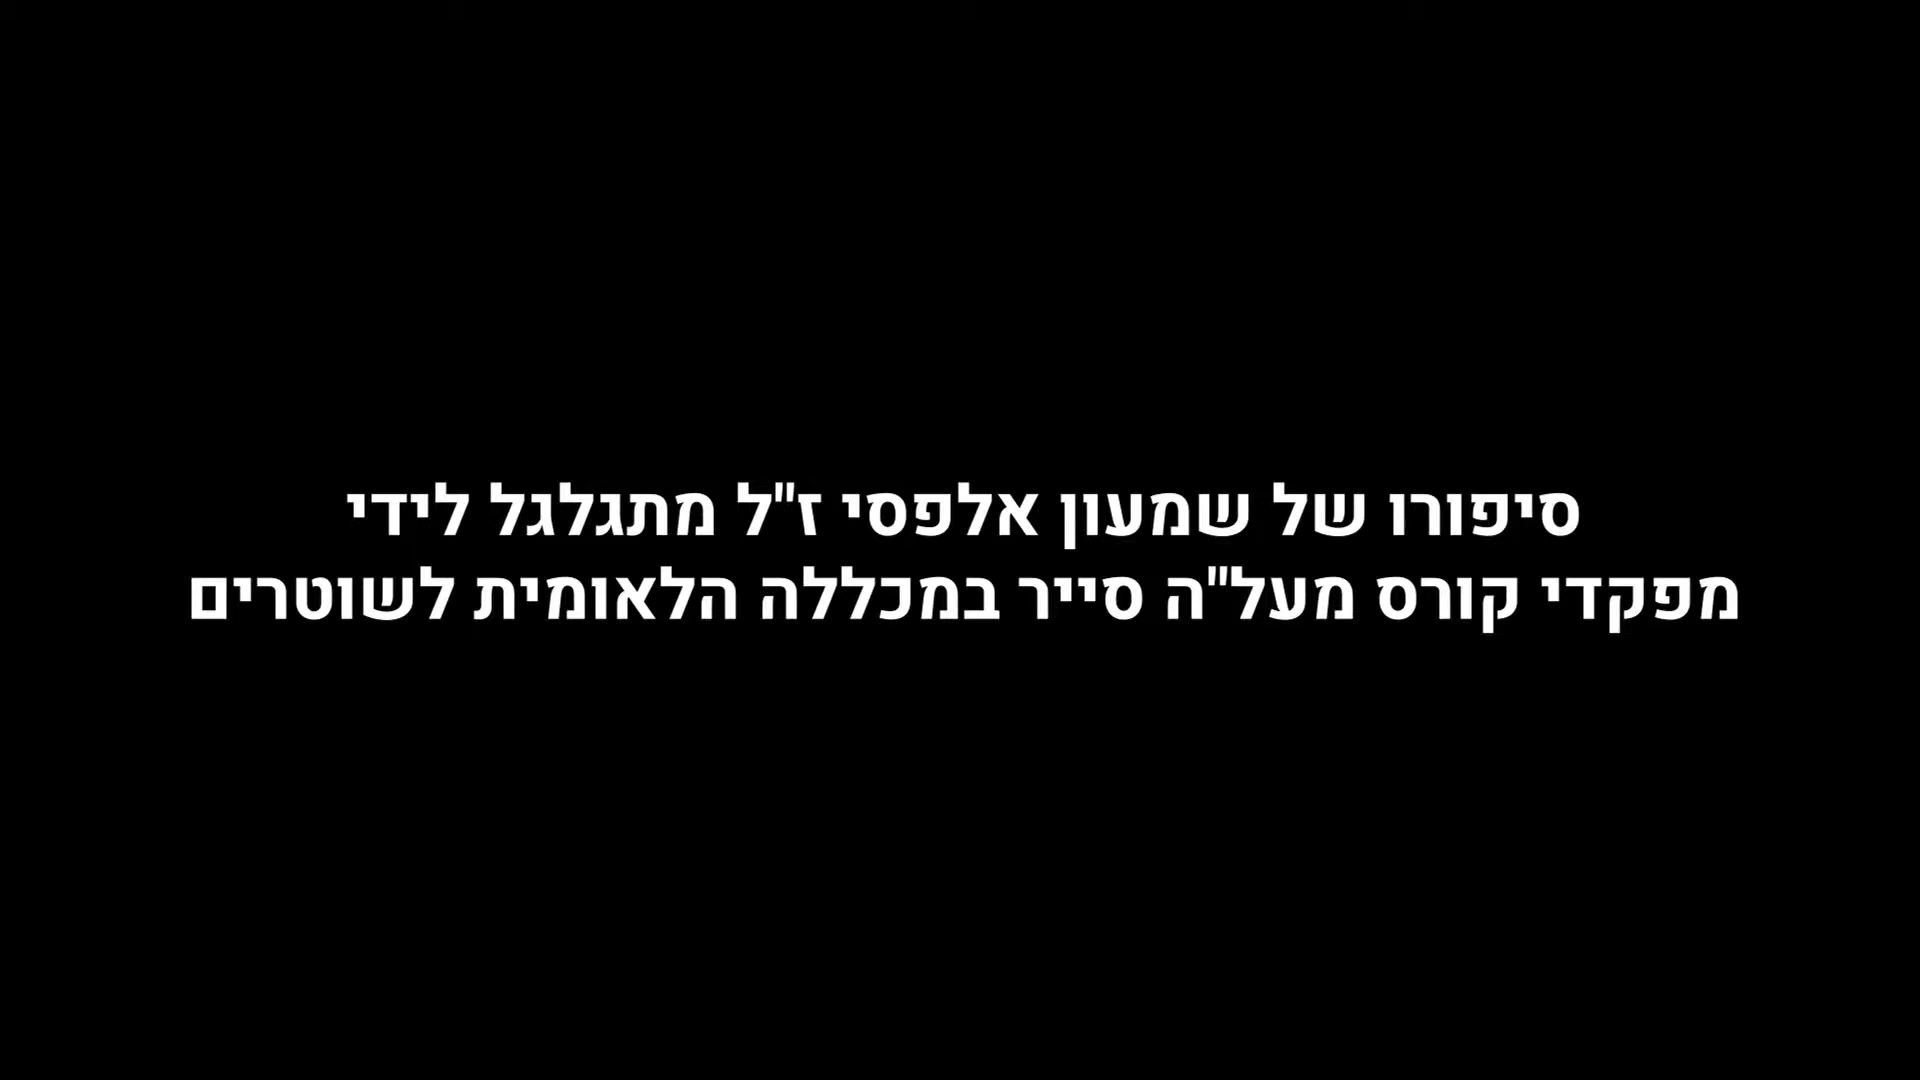 סיפורו של שמעון אלפסי ז"ל מתגלגל לידי
מפקדי קורס מעל"ה סייר במכללה הלאומית לשוטרים